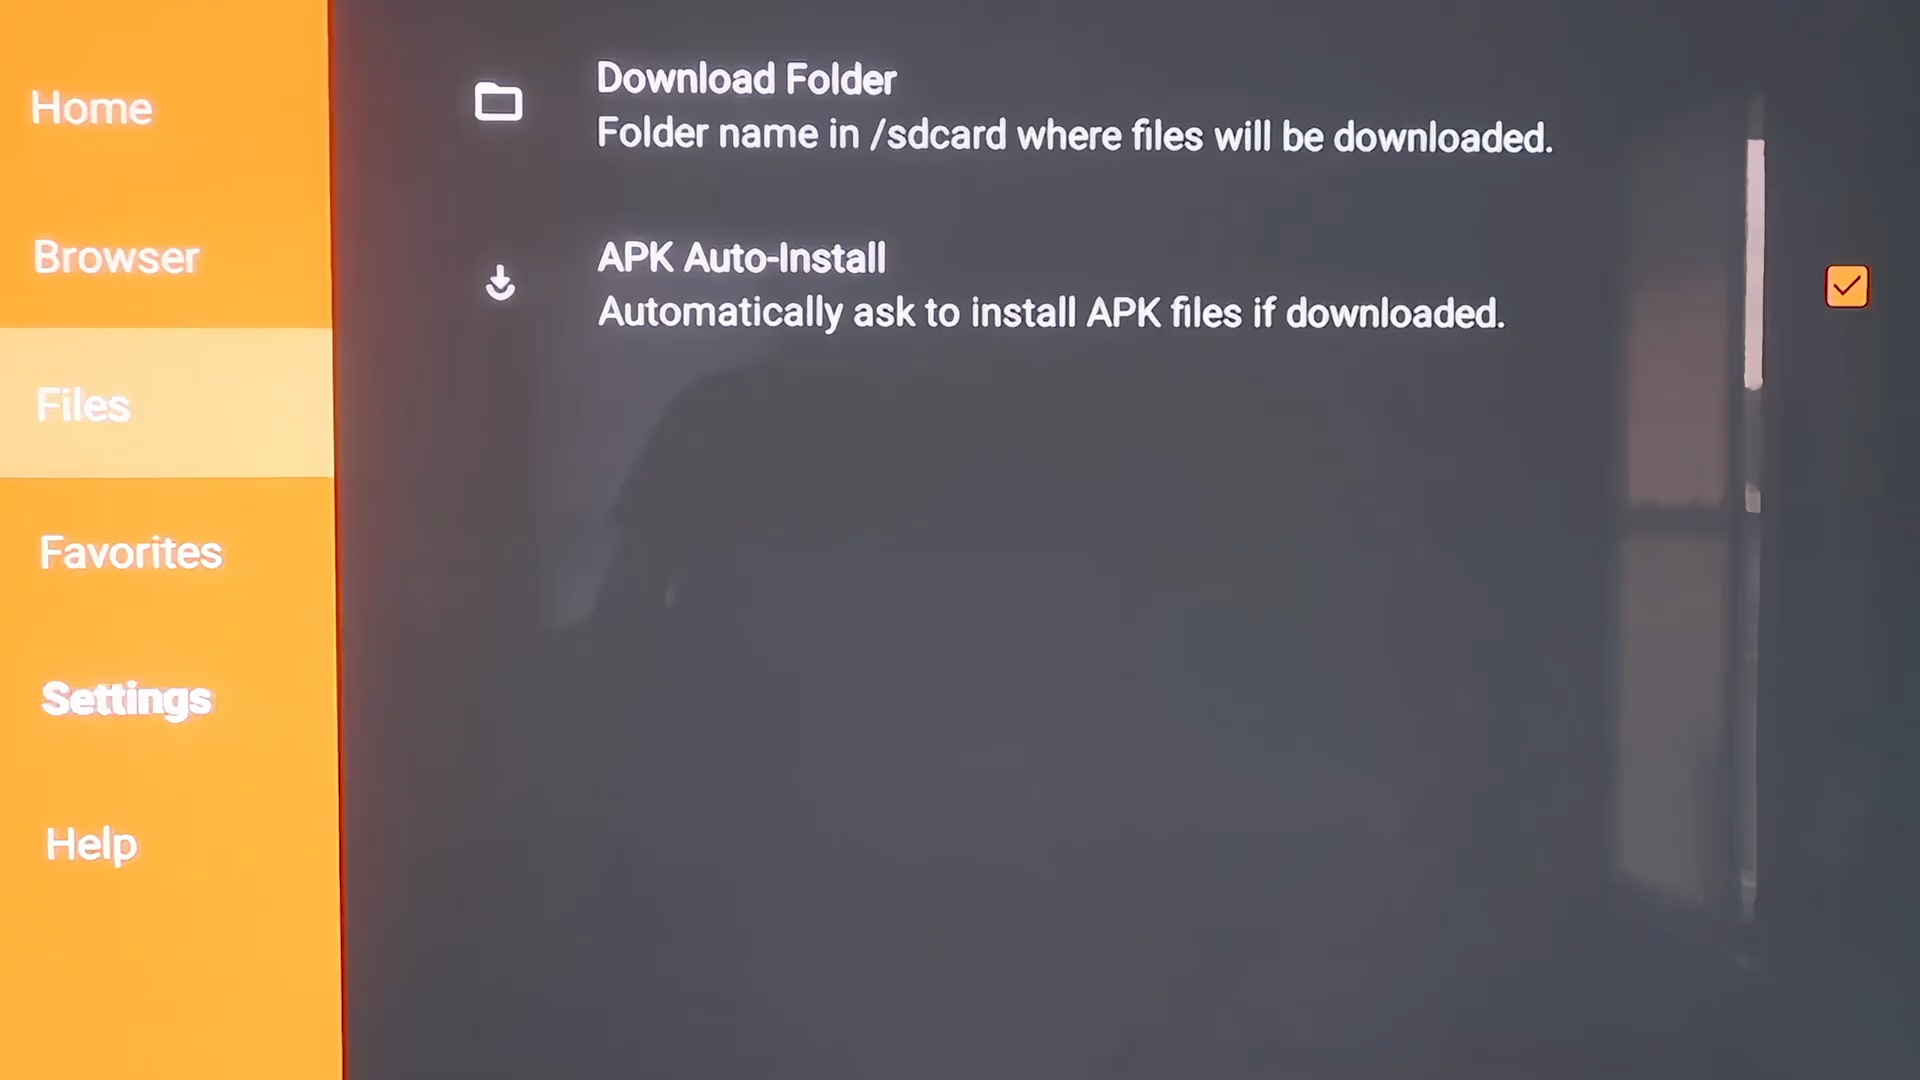 Home
Browser
Files
Favorites
Settings
Help
Download Folder
Folder name in /sdcard where files will be downloaded.
APK Auto-Install
Automatically ask to install APK files if downloaded.